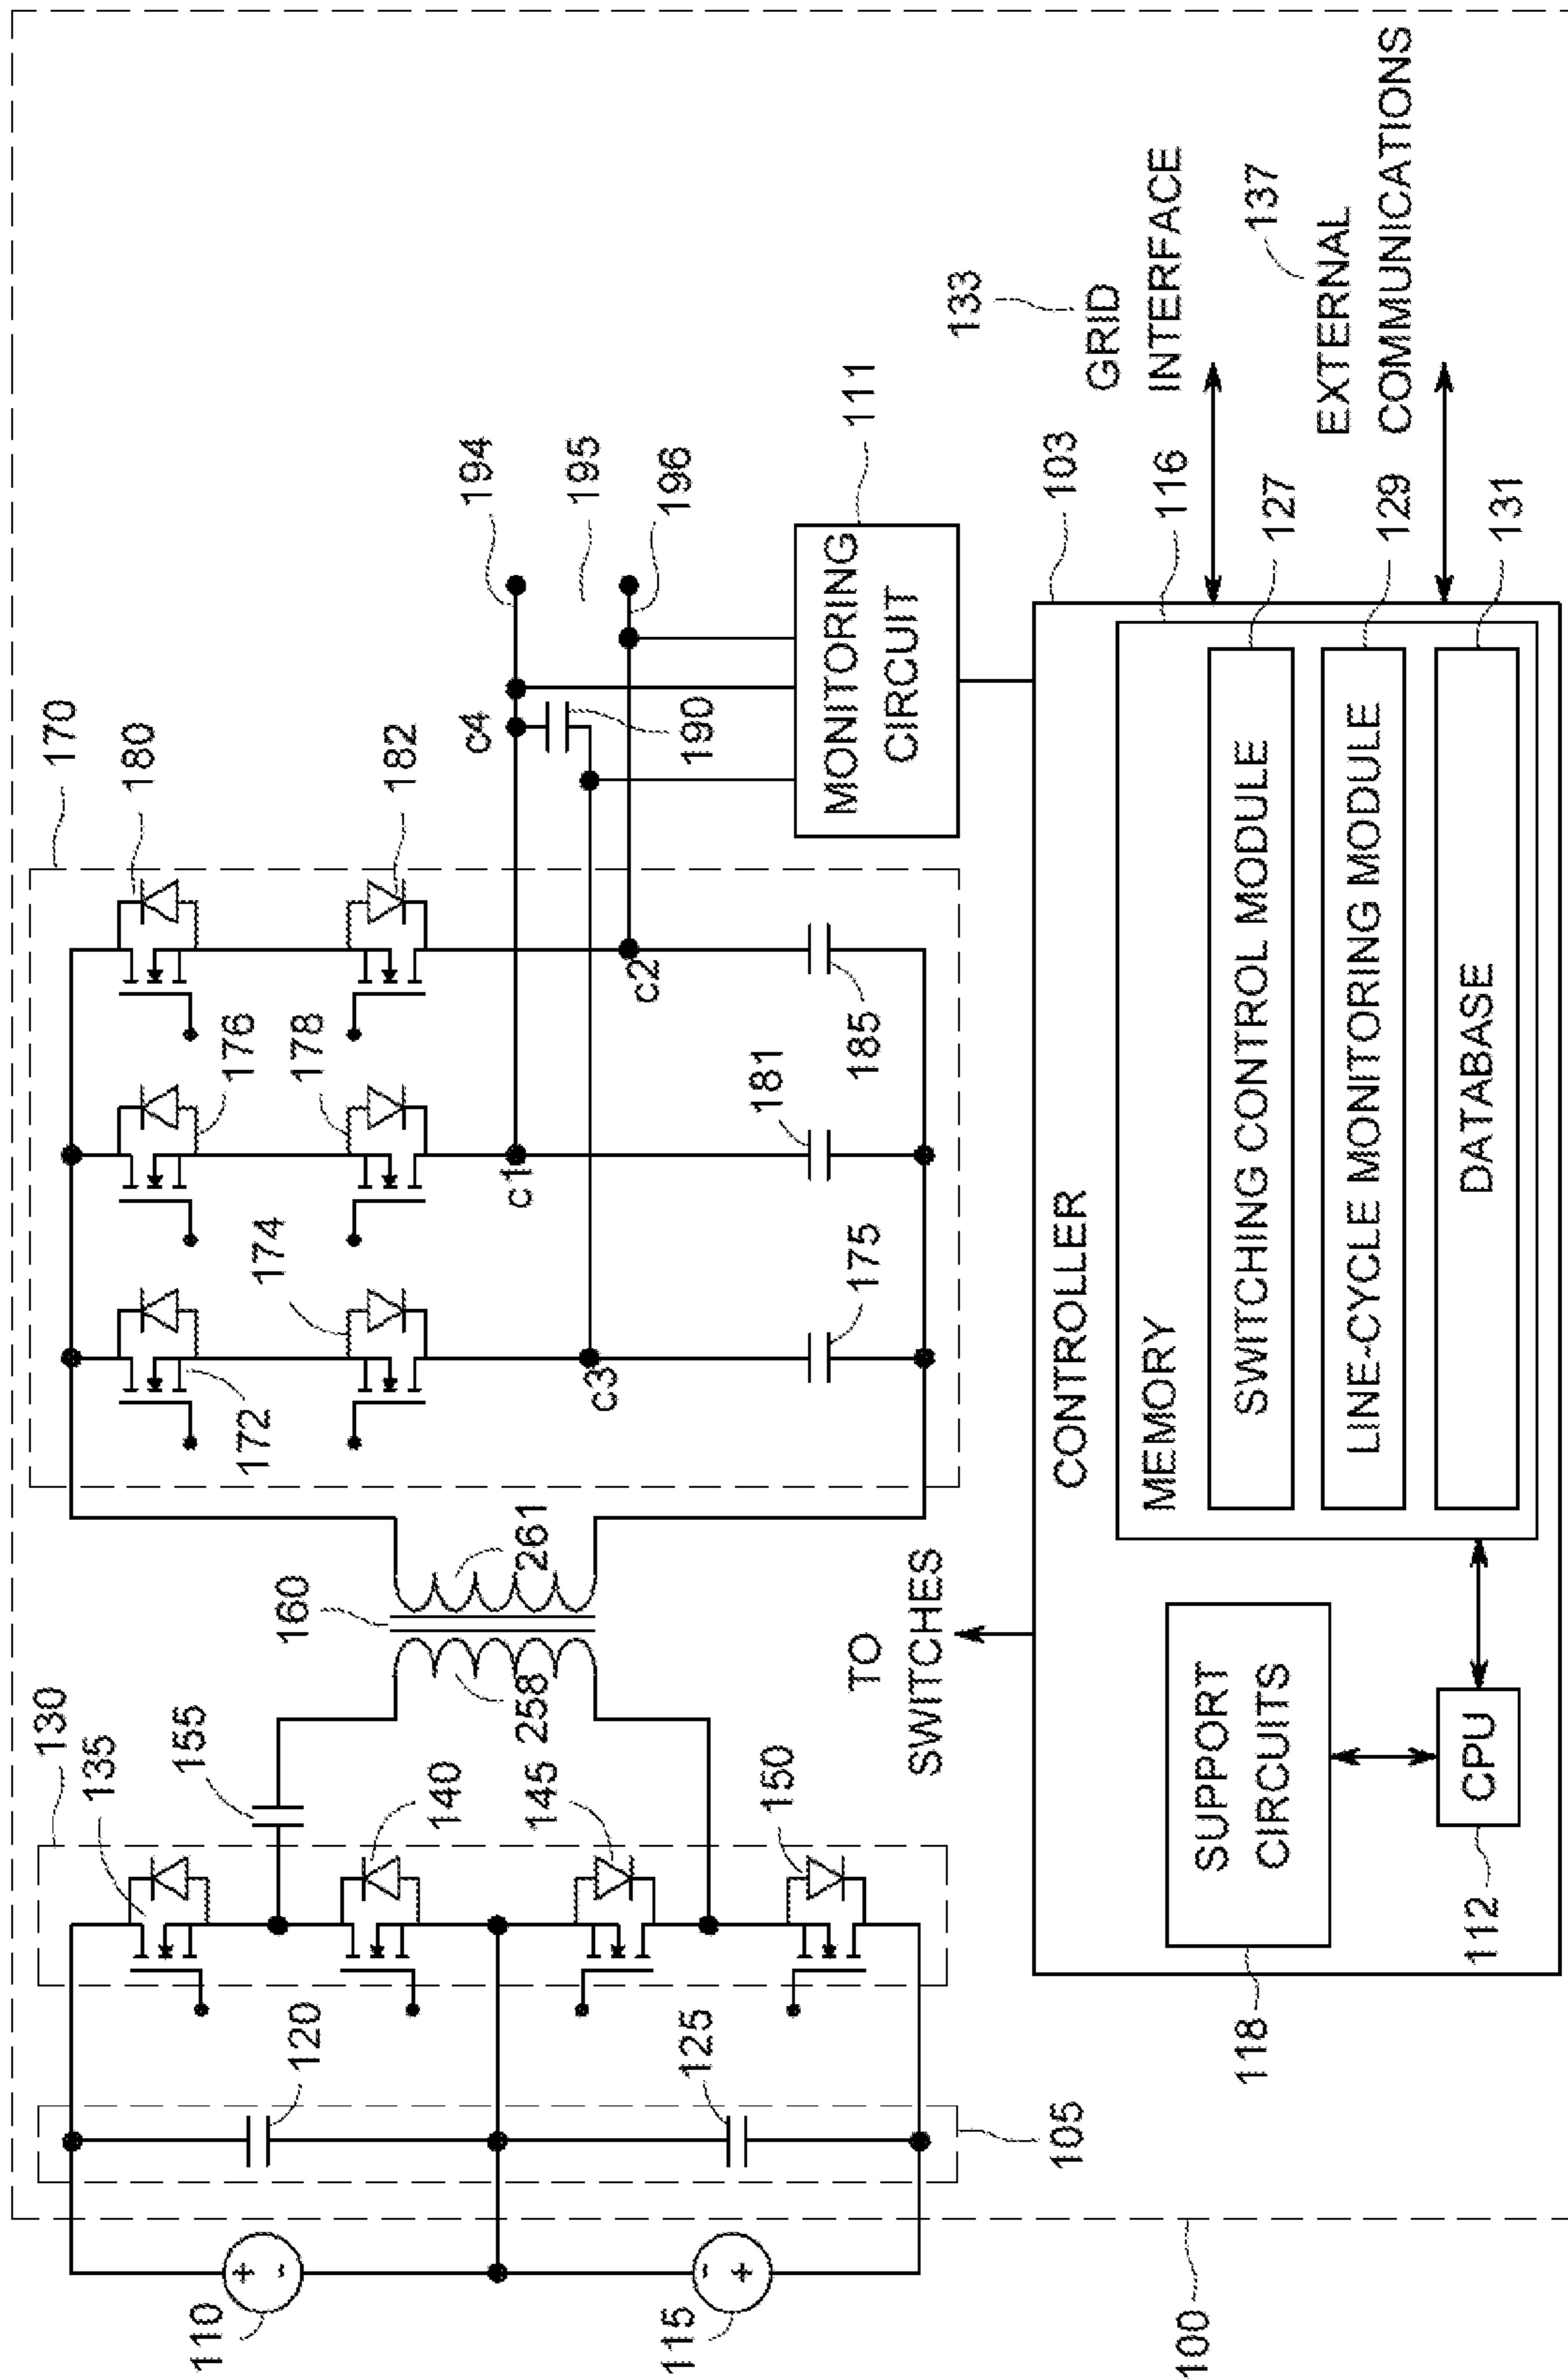 130
135
155
140
145
150
258
160
261
110
+
-
115
-
+
120
125
105
100
170
180
182
176
178
174
172
c1
c2
c3
c4
175
181
185
190
194
195
196
MONITORING
CIRCUIT
111
TO
SWITCHES
CONTROLLER
103
MEMORY
116
SWITCHING CONTROL MODULE
127
LINE-CYCLE MONITORING MODULE
129
DATABASE
131
SUPPORT
CIRCUITS
118
CPU
112
133
GRID
INTERFACE
137
EXTERNAL
COMMUNICATIONS